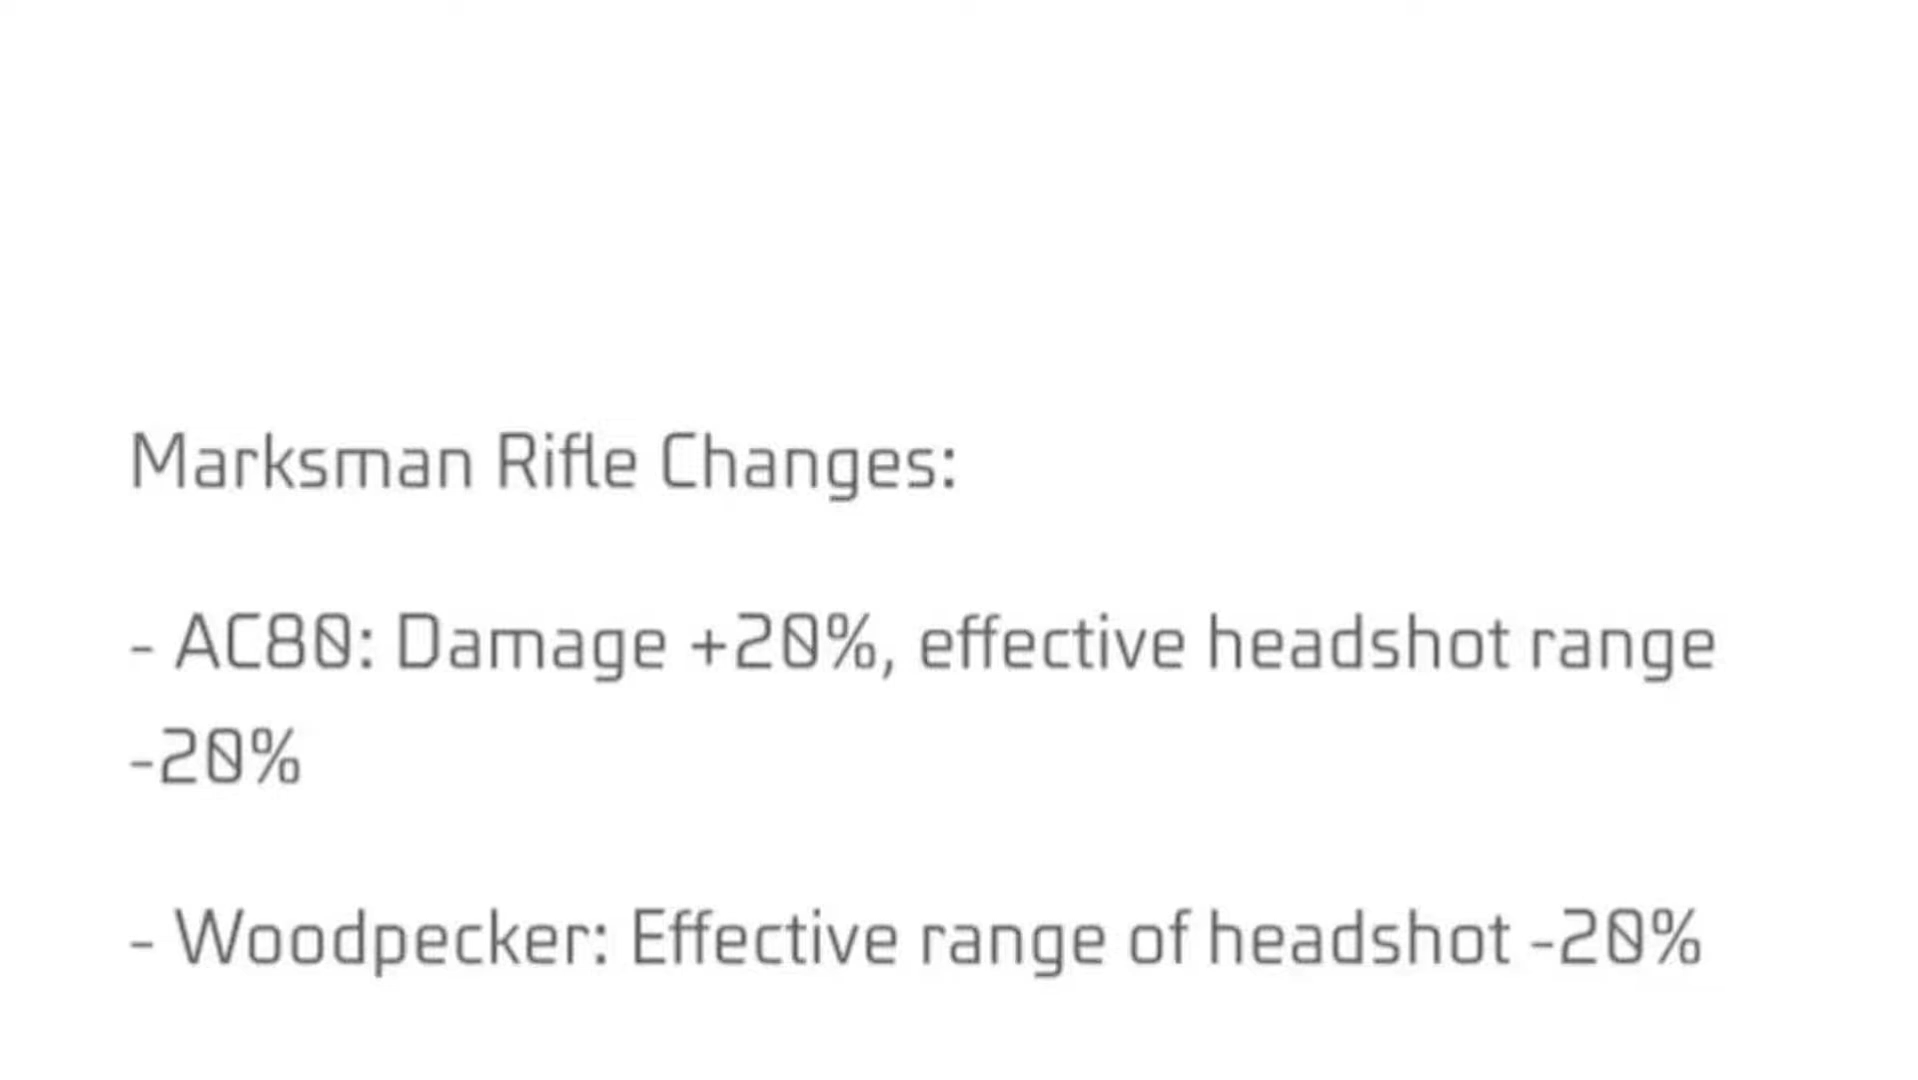 Marksman Rifle Changes:
- AC80: Damage +20%, effective headshot range
-20%
- Woodpecker: Effective range of headshot -20%